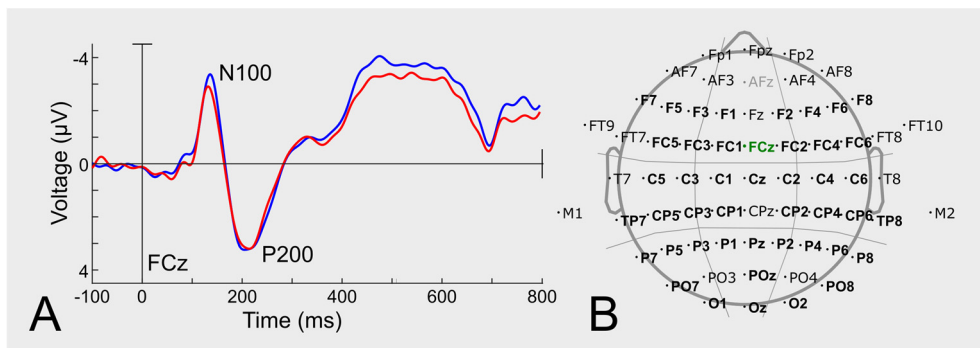 -4
N100
Voltage (µV)
0
P200
FCz
4
-100 0 200 400 600 800
Time (ms)
A
Fp1 Fpz Fp2
AF7 AF3 AFz AF4 AF8
F7 F5 F3 F1 Fz F2 F4 F6 F8
FT9 FT7 FC5 FC3 FC1 FCz FC2 FC4 FC6 FT8 FT10
T7 C5 C3 C1 Cz C2 C4 C6 T8
M1 TP7 CP5 CP3 CP1 CPz CP2 CP4 CP6 TP8 M2
P7 P5 P3 P1 Pz P2 P4 P6 P8
PO7 PO3 POz PO4 PO8
O1 Oz O2
B